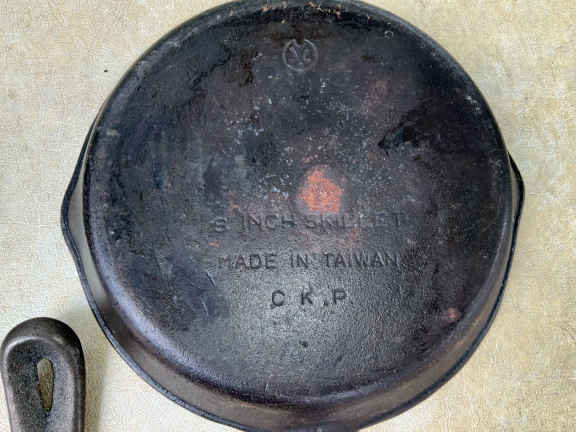 8 INCH SKILLET
MADE IN TAIWAN
C K P